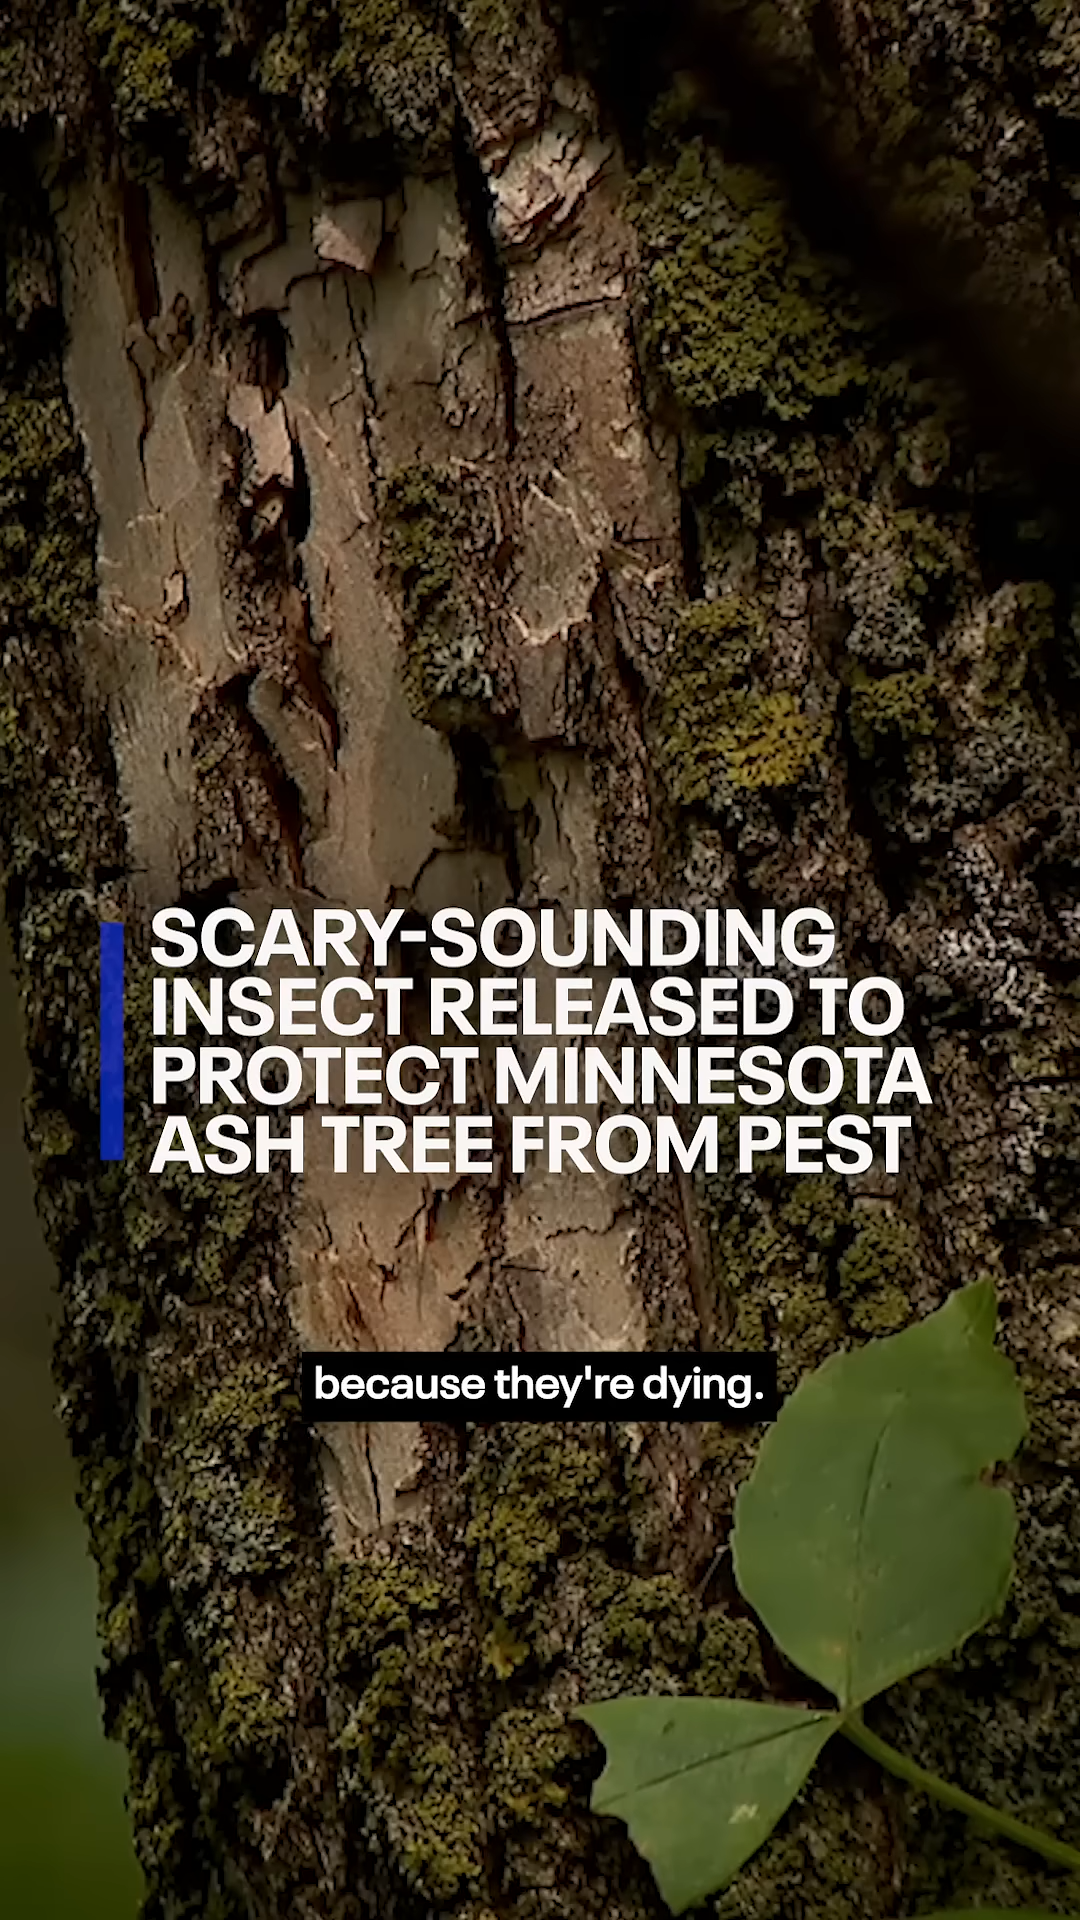 SCARY-SOUNDING
INSECT RELEASED TO
PROTECT MINNESOTA
ASH TREE FROM PEST
because they're dying.